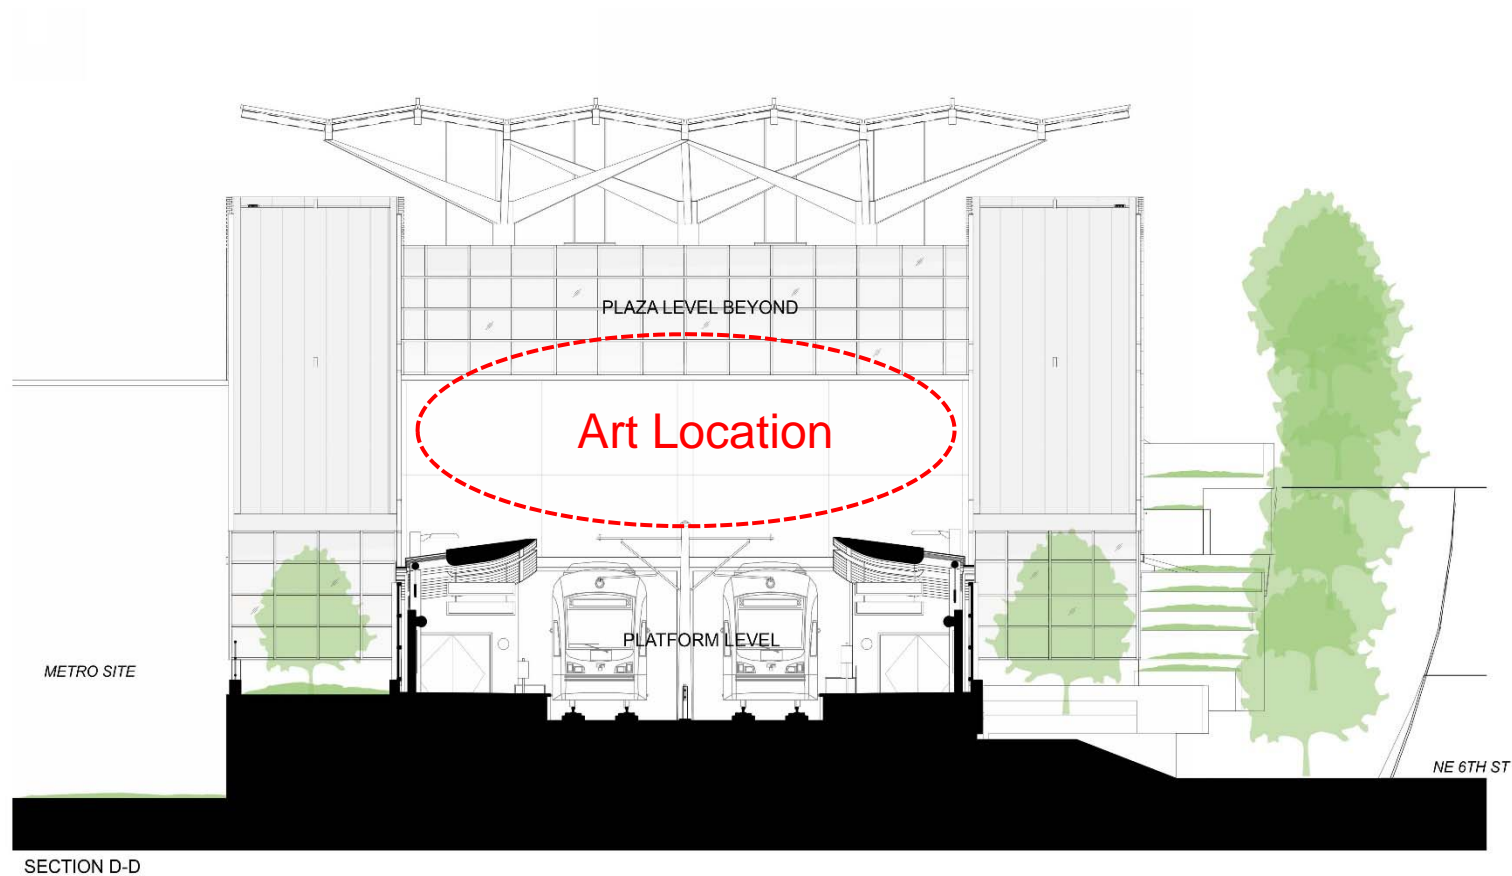 PLAZA LEVEL BEYOND
Art Location
PLATFORM LEVEL
METRO SITE
NE 6TH ST
SECTION D-D